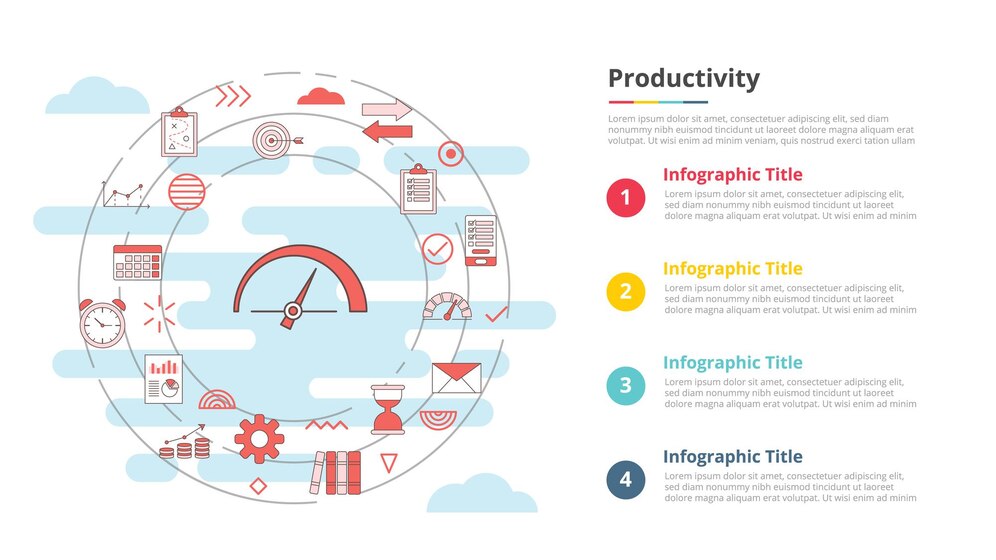 Productivity
Lorem ipsum dolor sit amet, consectetur adipiscing sed diam
nonummy nibh euismod tincidunt ut laoreet dolore magna
aliquam erat volutpat. Ut wisi enim ad minim
veniam, quis nostrud exerci tation ullam
1
Infographic Title
Lorem ipsum dolor sit amet, consectetuer adipiscing elit,
sed diam nonummy nibh euismod tincidunt ut laoreet
dolore magna aliquam erat volutpat. Ut wisi enim ad minim
2
Infographic Title
Lorem ipsum dolor sit amet, consectetuer adipiscing elit,
sed diam nonummy nibh euismod tincidunt ut laoreet
dolore magna aliquam erat volutpat. Ut wisi enim ad minim
3
Infographic Title
Lorem ipsum dolor sit amet, consectetuer adipiscing elit,
sed diam nonummy nibh euismod tincidunt ut laoreet
dolore magna aliquam erat volutpat. Ut wisi enim ad minim
4
Infographic Title
Lorem ipsum dolor sit amet, consectetuer adipiscing elit,
sed diam nonummy nibh euismod tincidunt ut laoreet
dolore magna aliquam erat volutpat. Ut wisi enim ad minim